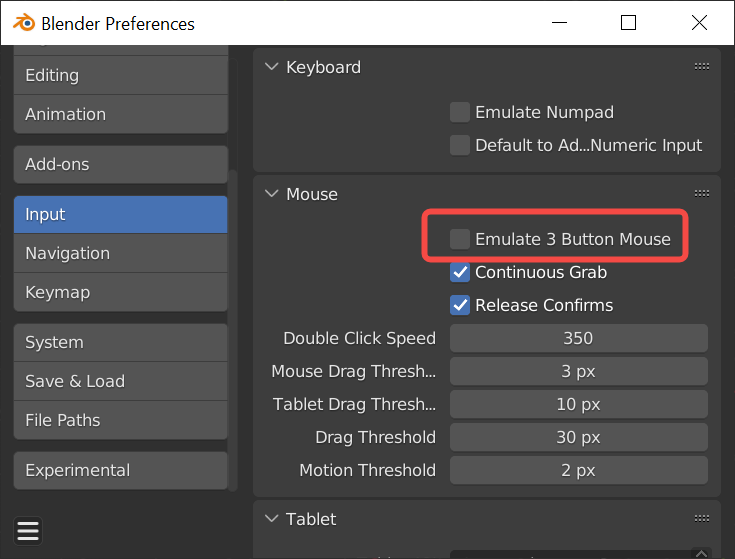 Blender Preferences
Editing
Animation
Add-ons
Input
Navigation
Keymap
System
Save & Load
File Paths
Experimental
Keyboard
Emulate Numpad
Default to Ad...Numeric Input
Mouse
Emulate 3 Button Mouse
Continuous Grab
Release Confirms
Double Click Speed 350
Mouse Drag Thresh... 3 px
Tablet Drag Thresh... 10 px
Drag Threshold 30 px
Motion Threshold 2 px
Tablet